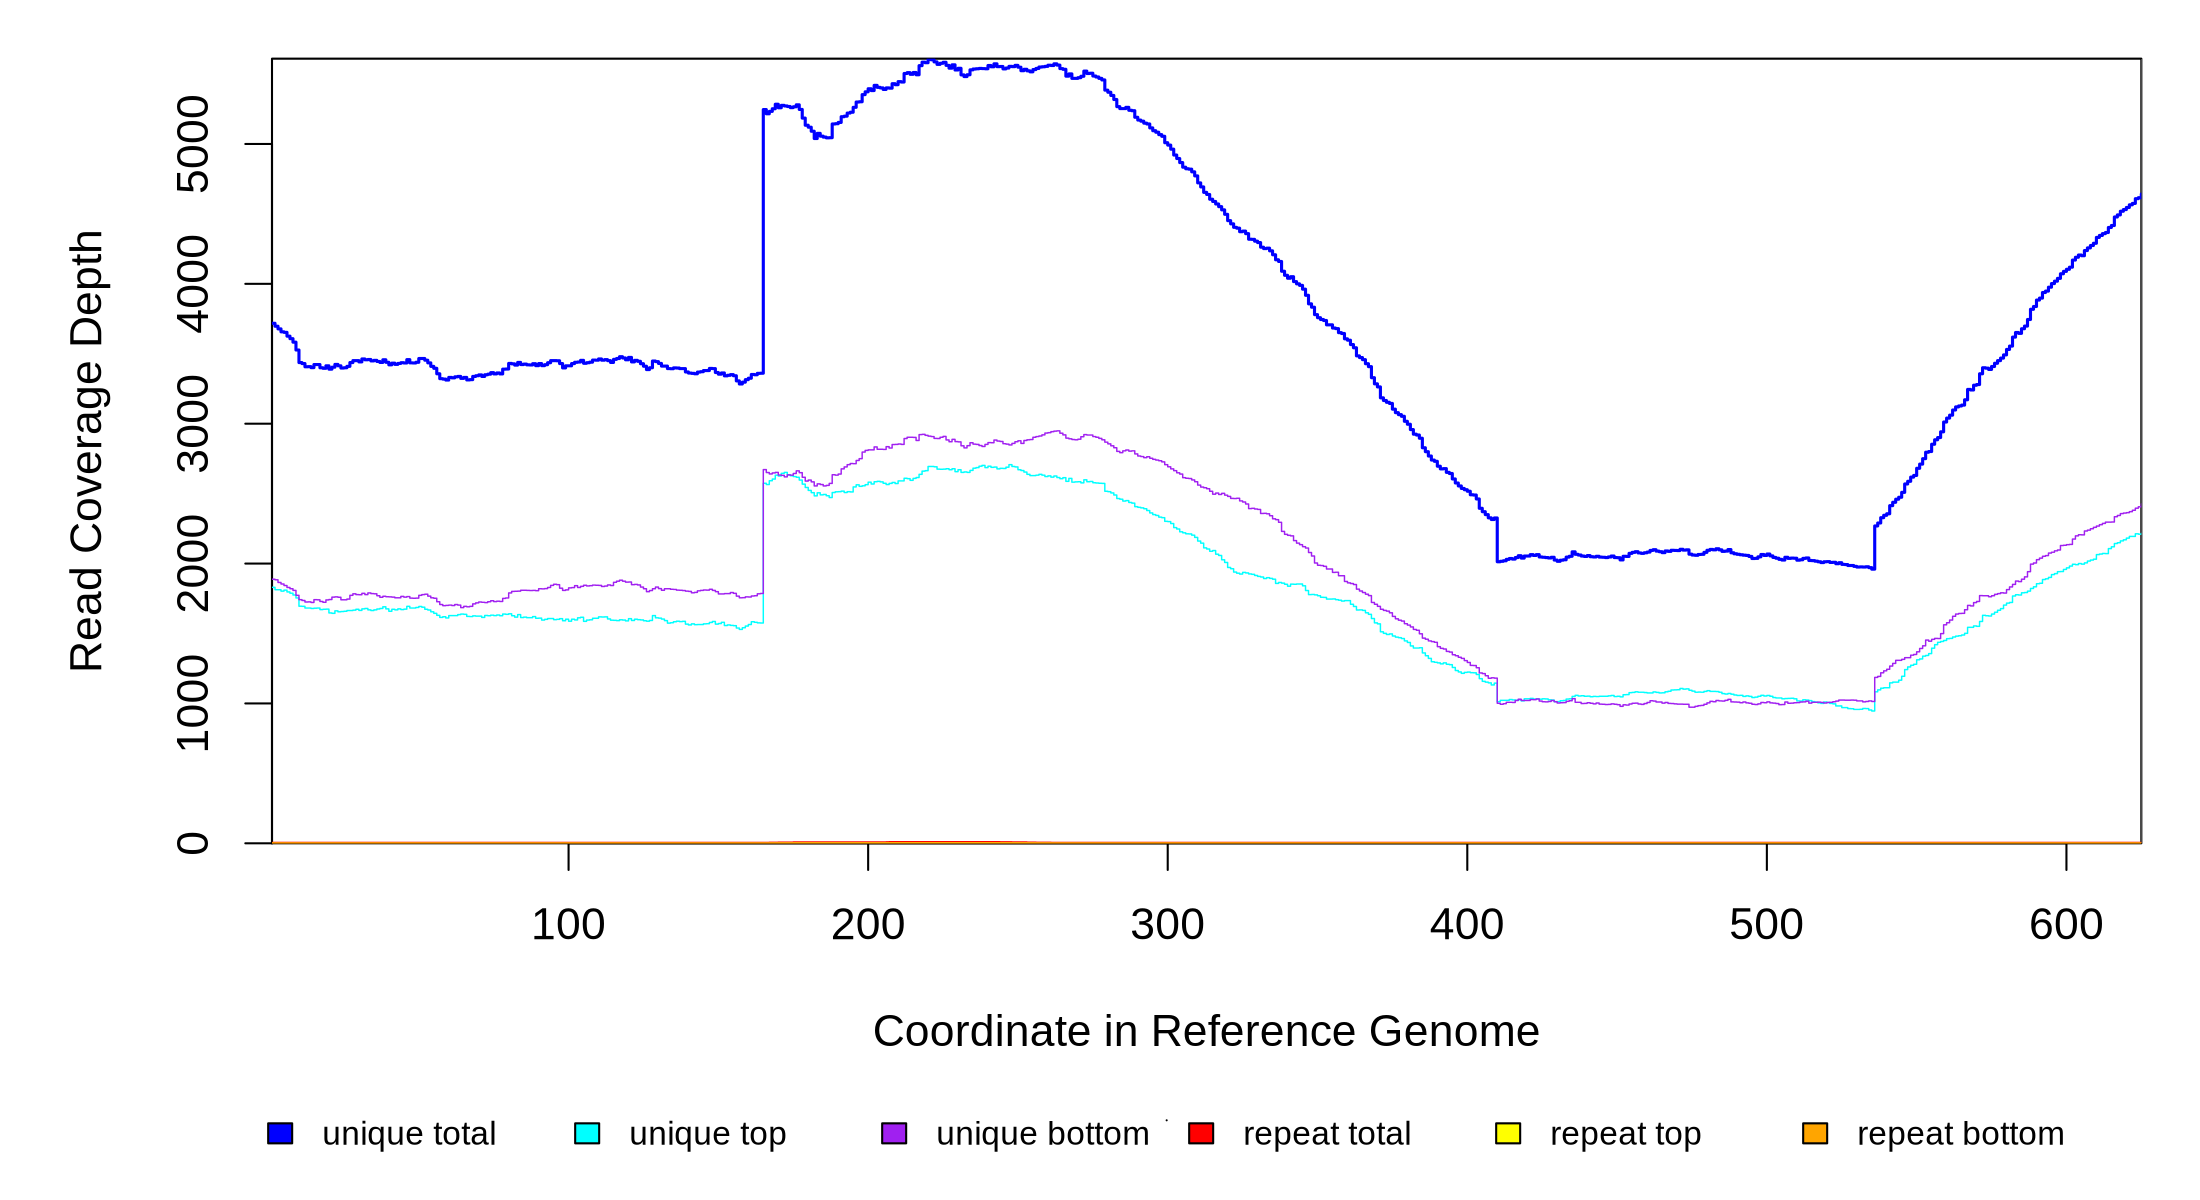 Read Coverage Depth
5000
4000
3000
2000
1000
0
100 200 300 400 500 600
Coordinate in Reference Genome
unique total unique top unique bottom repeat total repeat top repeat bottom